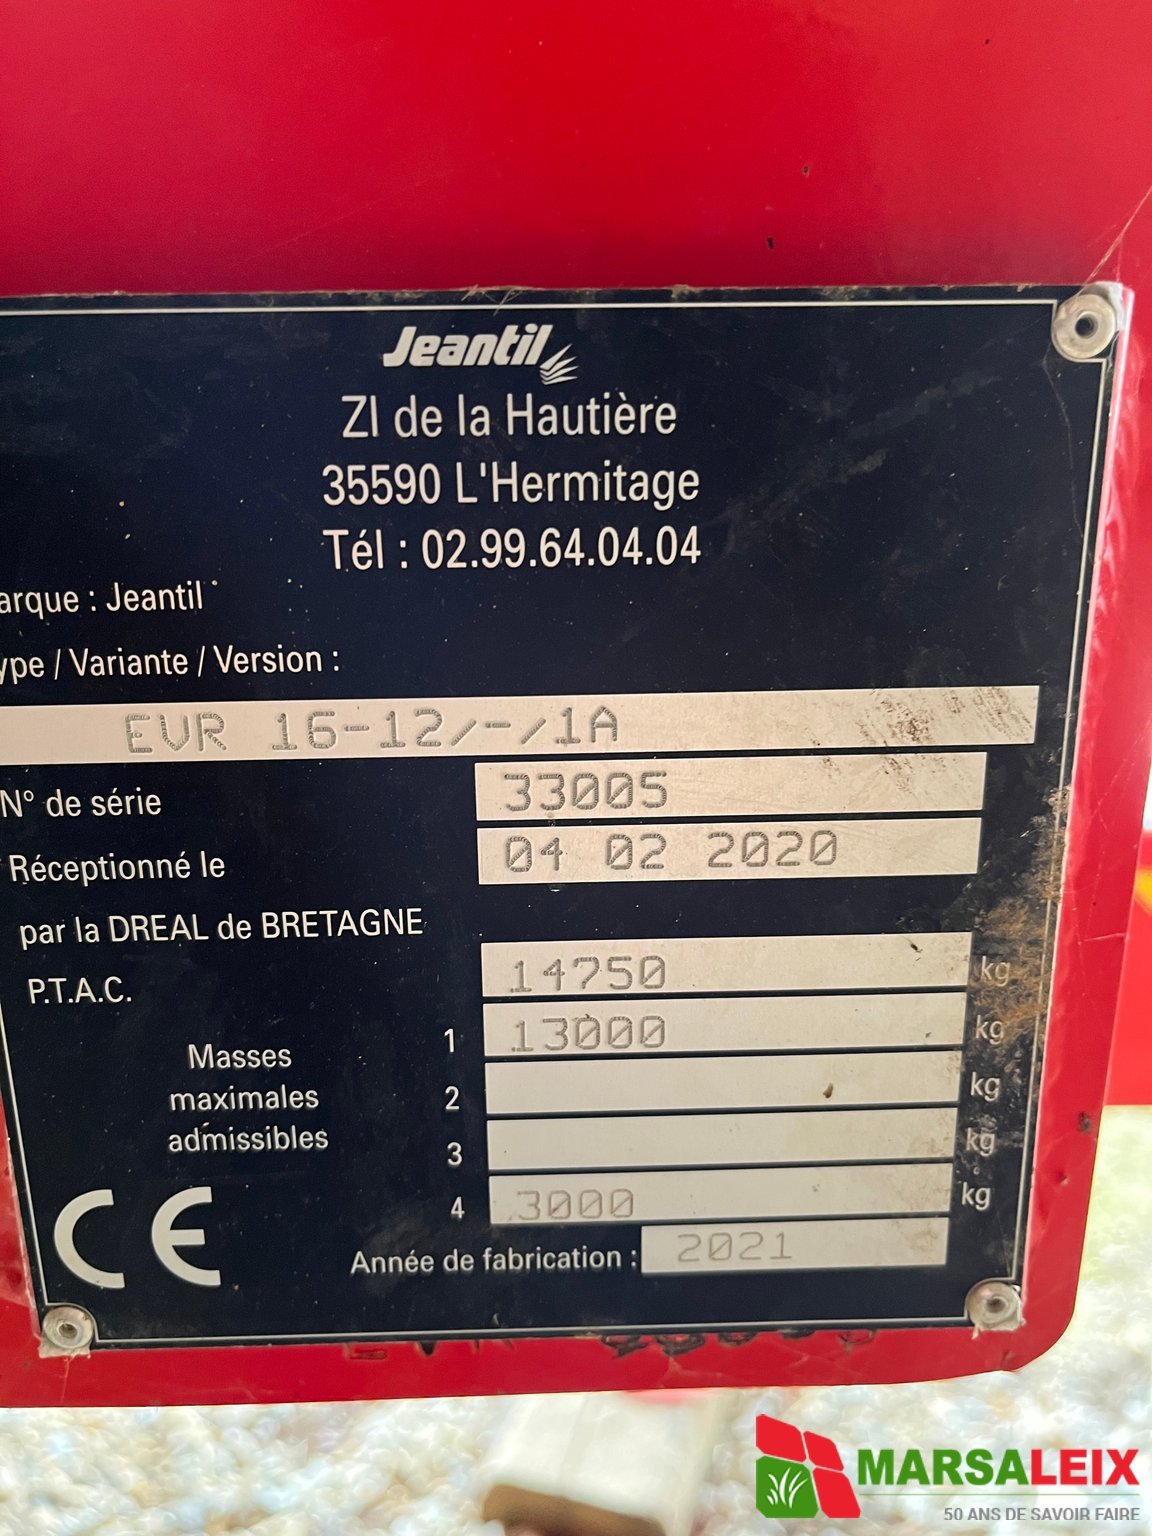 Jeantil
ZI de la Hautière
35590 L'Hermitage
Tél : 02.99.64.04.04
arque : Jeantil
ype / Variante / Version :
EVR 16-12/-/1A
N° de série 33005
Réceptionné le 04 02 2020
par la DREAL de BRETAGNE
P.T.A.C. 14750 kg
Masses maximales admissibles
1 13000 kg
2 kg
3 kg
4 3000 kg
Année de fabrication : 2021
CE
MARSALEIX
50 ANS DE SAVOIR FAIRE